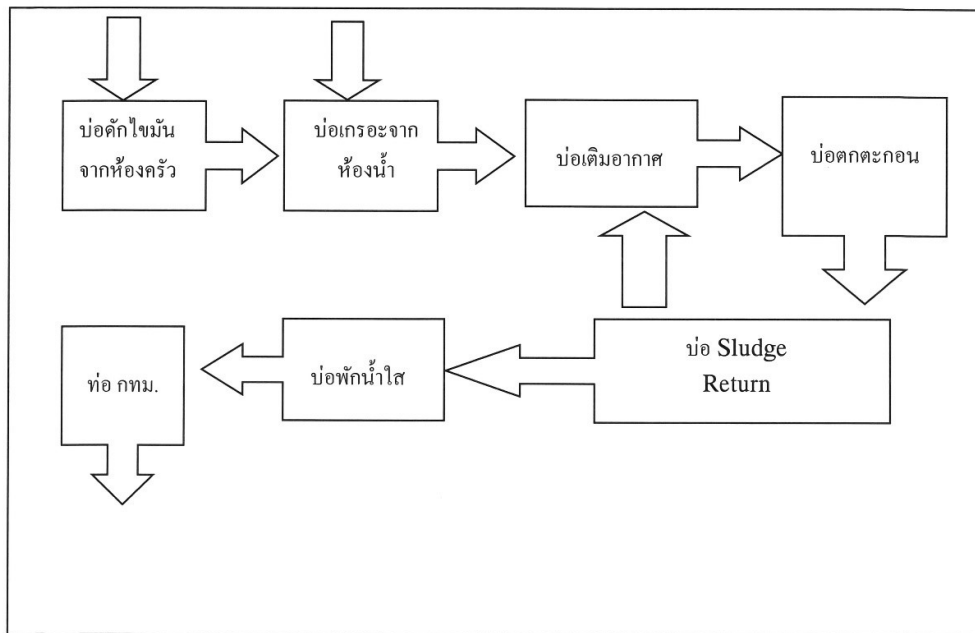 บ่อดักไขมัน
จากห้องครัว
บ่อเกรอะจาก
ห้องน้ำ
บ่อเติมอากาศ
บ่อตกตะกอน
ท่อ กทม.
บ่อพักน้ำใส
บ่อ Sludge
Return